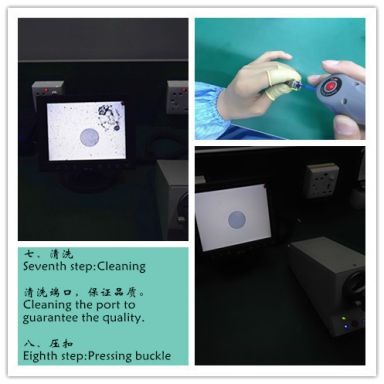 七、清洗
Seventh step:Cleaning
清洗端口，保证品质。
Cleaning the port to
guarantee the quality.
八、压扣
Eighth step:Pressing buckle